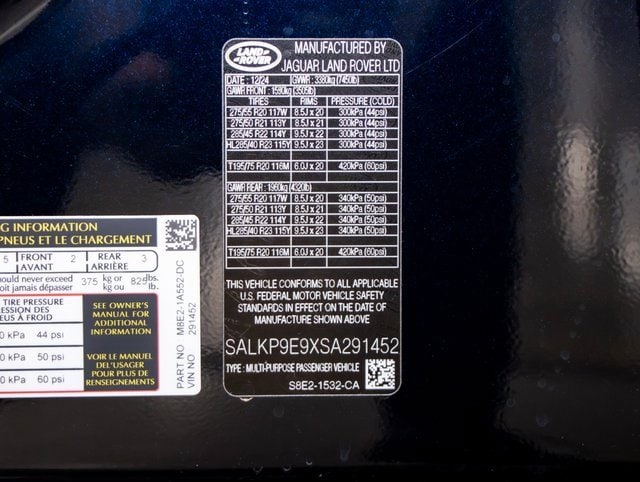 LAND ROVER
MANUFACTURED BY
JAGUAR LAND ROVER LTD
DATE : 12/24 GVWR : 3380kg (7450lb)
GAWR FRONT : 1590kg (3505lb)
TIRES RIMS PRESSURE (COLD)
275/55 R20 117W 8.5J x 20 300kPa (44psi)
275/50 R21 113Y 8.5J x 21 300kPa (44psi)
285/45 R22 114Y 9.5J x 22 300kPa (44psi)
HL285/40 R23 115Y 9.5J x 23 300kPa (44psi)
T195/75 R20 116M 6.0J x 20 420kPa (60psi)
GAWR REAR : 1960kg (4320lb)
275/55 R20 117W 8.5J x 20 340kPa (50psi)
275/50 R21 113Y 8.5J x 21 340kPa (50psi)
285/45 R22 114Y 9.5J x 22 340kPa (50psi)
HL285/40 R23 115Y 9.5J x 23 340kPa (50psi)
T195/75 R20 116M 6.0J x 20 420kPa (60psi)
THIS VEHICLE CONFORMS TO ALL APPLICABLE
U.S. FEDERAL MOTOR VEHICLE SAFETY
STANDARDS IN EFFECT ON THE DATE OF
MANUFACTURE SHOWN ABOVE
SALKP9E9XSA291452
TYPE : MULTI-PURPOSE PASSENGER VEHICLE
S8E2-1532-CA
G INFORMATION
PNEUS ET LE CHARGEMENT
5 FRONT 2 REAR 3
AVANT ARRIÈRE
ould never exceed 375 kg or lbs.
oit jamais dépasser kg ou lb.
TIRE PRESSURE
ESSION DES
EUS À FROID
0 kPa 44 psi
0 kPa 50 psi
0 kPa 60 psi
SEE OWNER'S
MANUAL FOR
ADDITIONAL
INFORMATION
VOIR LE MANUEL
DEL'USAGER
POUR PLUS DE
RENSEIGNEMENTS
PART NO M8E2-1A552-DC
VIN NO 291452